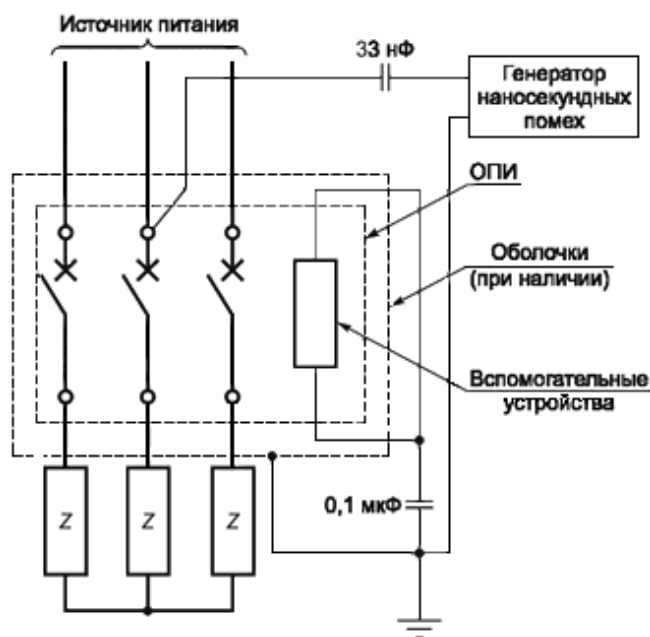 Источник питания
33 нФ
Генератор
наносекундных
помех
ОПИ
Оболочки
(при наличии)
Вспомогательные
устройства
0,1 мкФ
Z
Z
Z